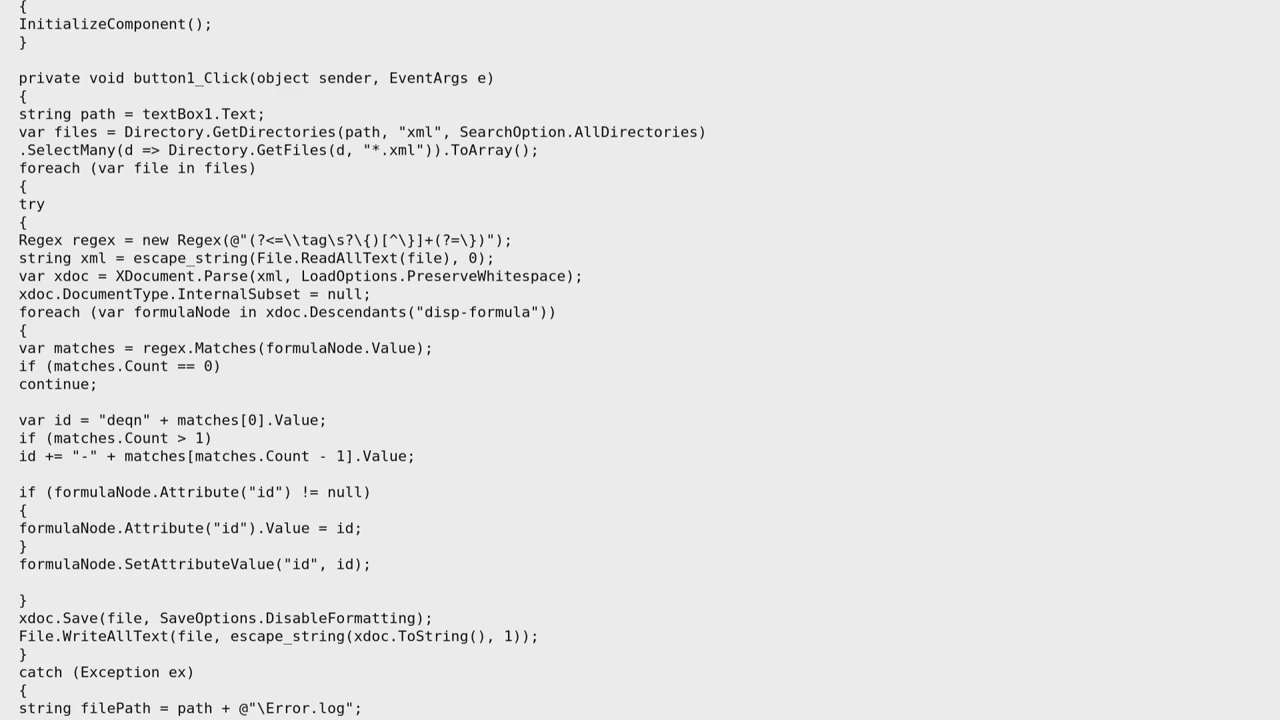 {
InitializeComponent();
}
private void button1_Click(object sender, EventArgs e)
{
string path = textBox1.Text;
var files = Directory.GetDirectories(path, "xml", SearchOption.AllDirectories)
.SelectMany(d => Directory.GetFiles(d, "*.xml")).ToArray();
foreach (var file in files)
{
try
{
Regex regex = new Regex(@"(?<=\\tag\s?\{)[^\}]+(?=\})");
string xml = escape_string(File.ReadAllText(file), 0);
var xdoc = XDocument.Parse(xml, LoadOptions.PreserveWhitespace);
xdoc.DocumentType.InternalSubset = null;
foreach (var formulaNode in xdoc.Descendants("disp-formula"))
{
var matches = regex.Matches(formulaNode.Value);
if (matches.Count == 0)
continue;
var id = "deqn" + matches[0].Value;
if (matches.Count > 1)
id += "-" + matches[matches.Count - 1].Value;
if (formulaNode.Attribute("id") != null)
{
formulaNode.Attribute("id").Value = id;
}
formulaNode.SetAttributeValue("id", id);
}
xdoc.Save(file, SaveOptions.DisableFormatting);
File.WriteAllText(file, escape_string(xdoc.ToString(), 1));
}
catch (Exception ex)
{
string filePath = path + @"\Error.log";